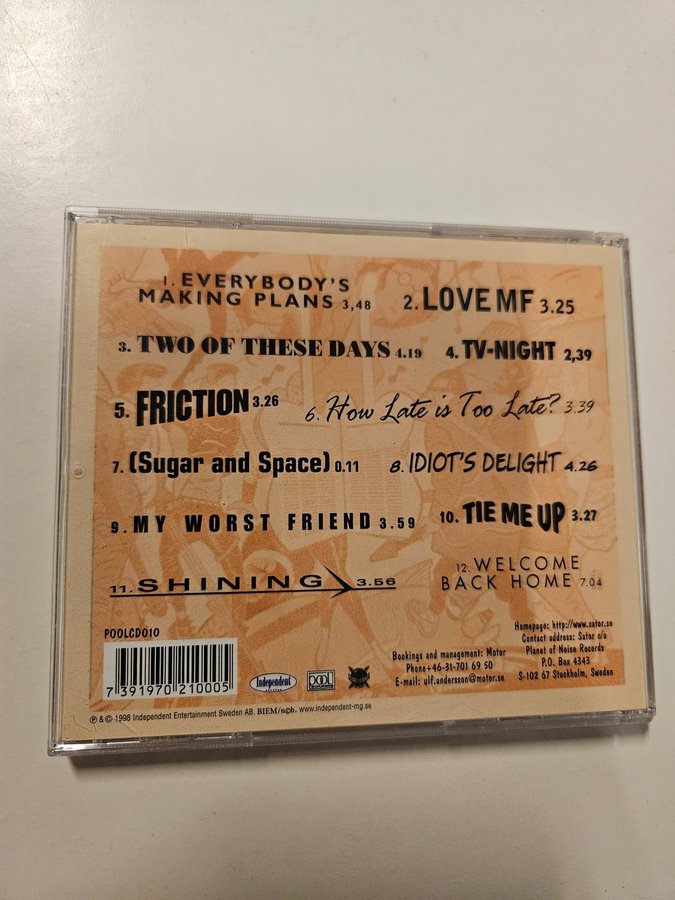 1. EVERYBODY'S
MAKING PLANS 3,48
2. LOVE MF 3.25
3. TWO OF THESE DAYS 4.19
4. TV-NIGHT 2,39
5. FRICTION 3.26
6. How Late is Too Late? 3.39
7. (Sugar and Space) 0.11
8. IDIOT'S DELIGHT 4.26
9. MY WORST FRIEND 3.59
10. TIE ME UP 3.27
11. SHINING 3.56
12. WELCOME
BACK HOME 7.04
POOLCD010
7 391970 210005
Independent
POOL
Bookings and management: Motor
Phone+46-31-701 69 50
E-mail: ulf.andersson@motor.se
Homepage: http://www.sator.se
Contact address: Sator c/o
Planet of Noise Records
P.O. Box 4343
S-102 67 Stockholm, Sweden
℗ & © 1998 Independent Entertainment Sweden AB. BIEM/n©b. www.independent-mg.se